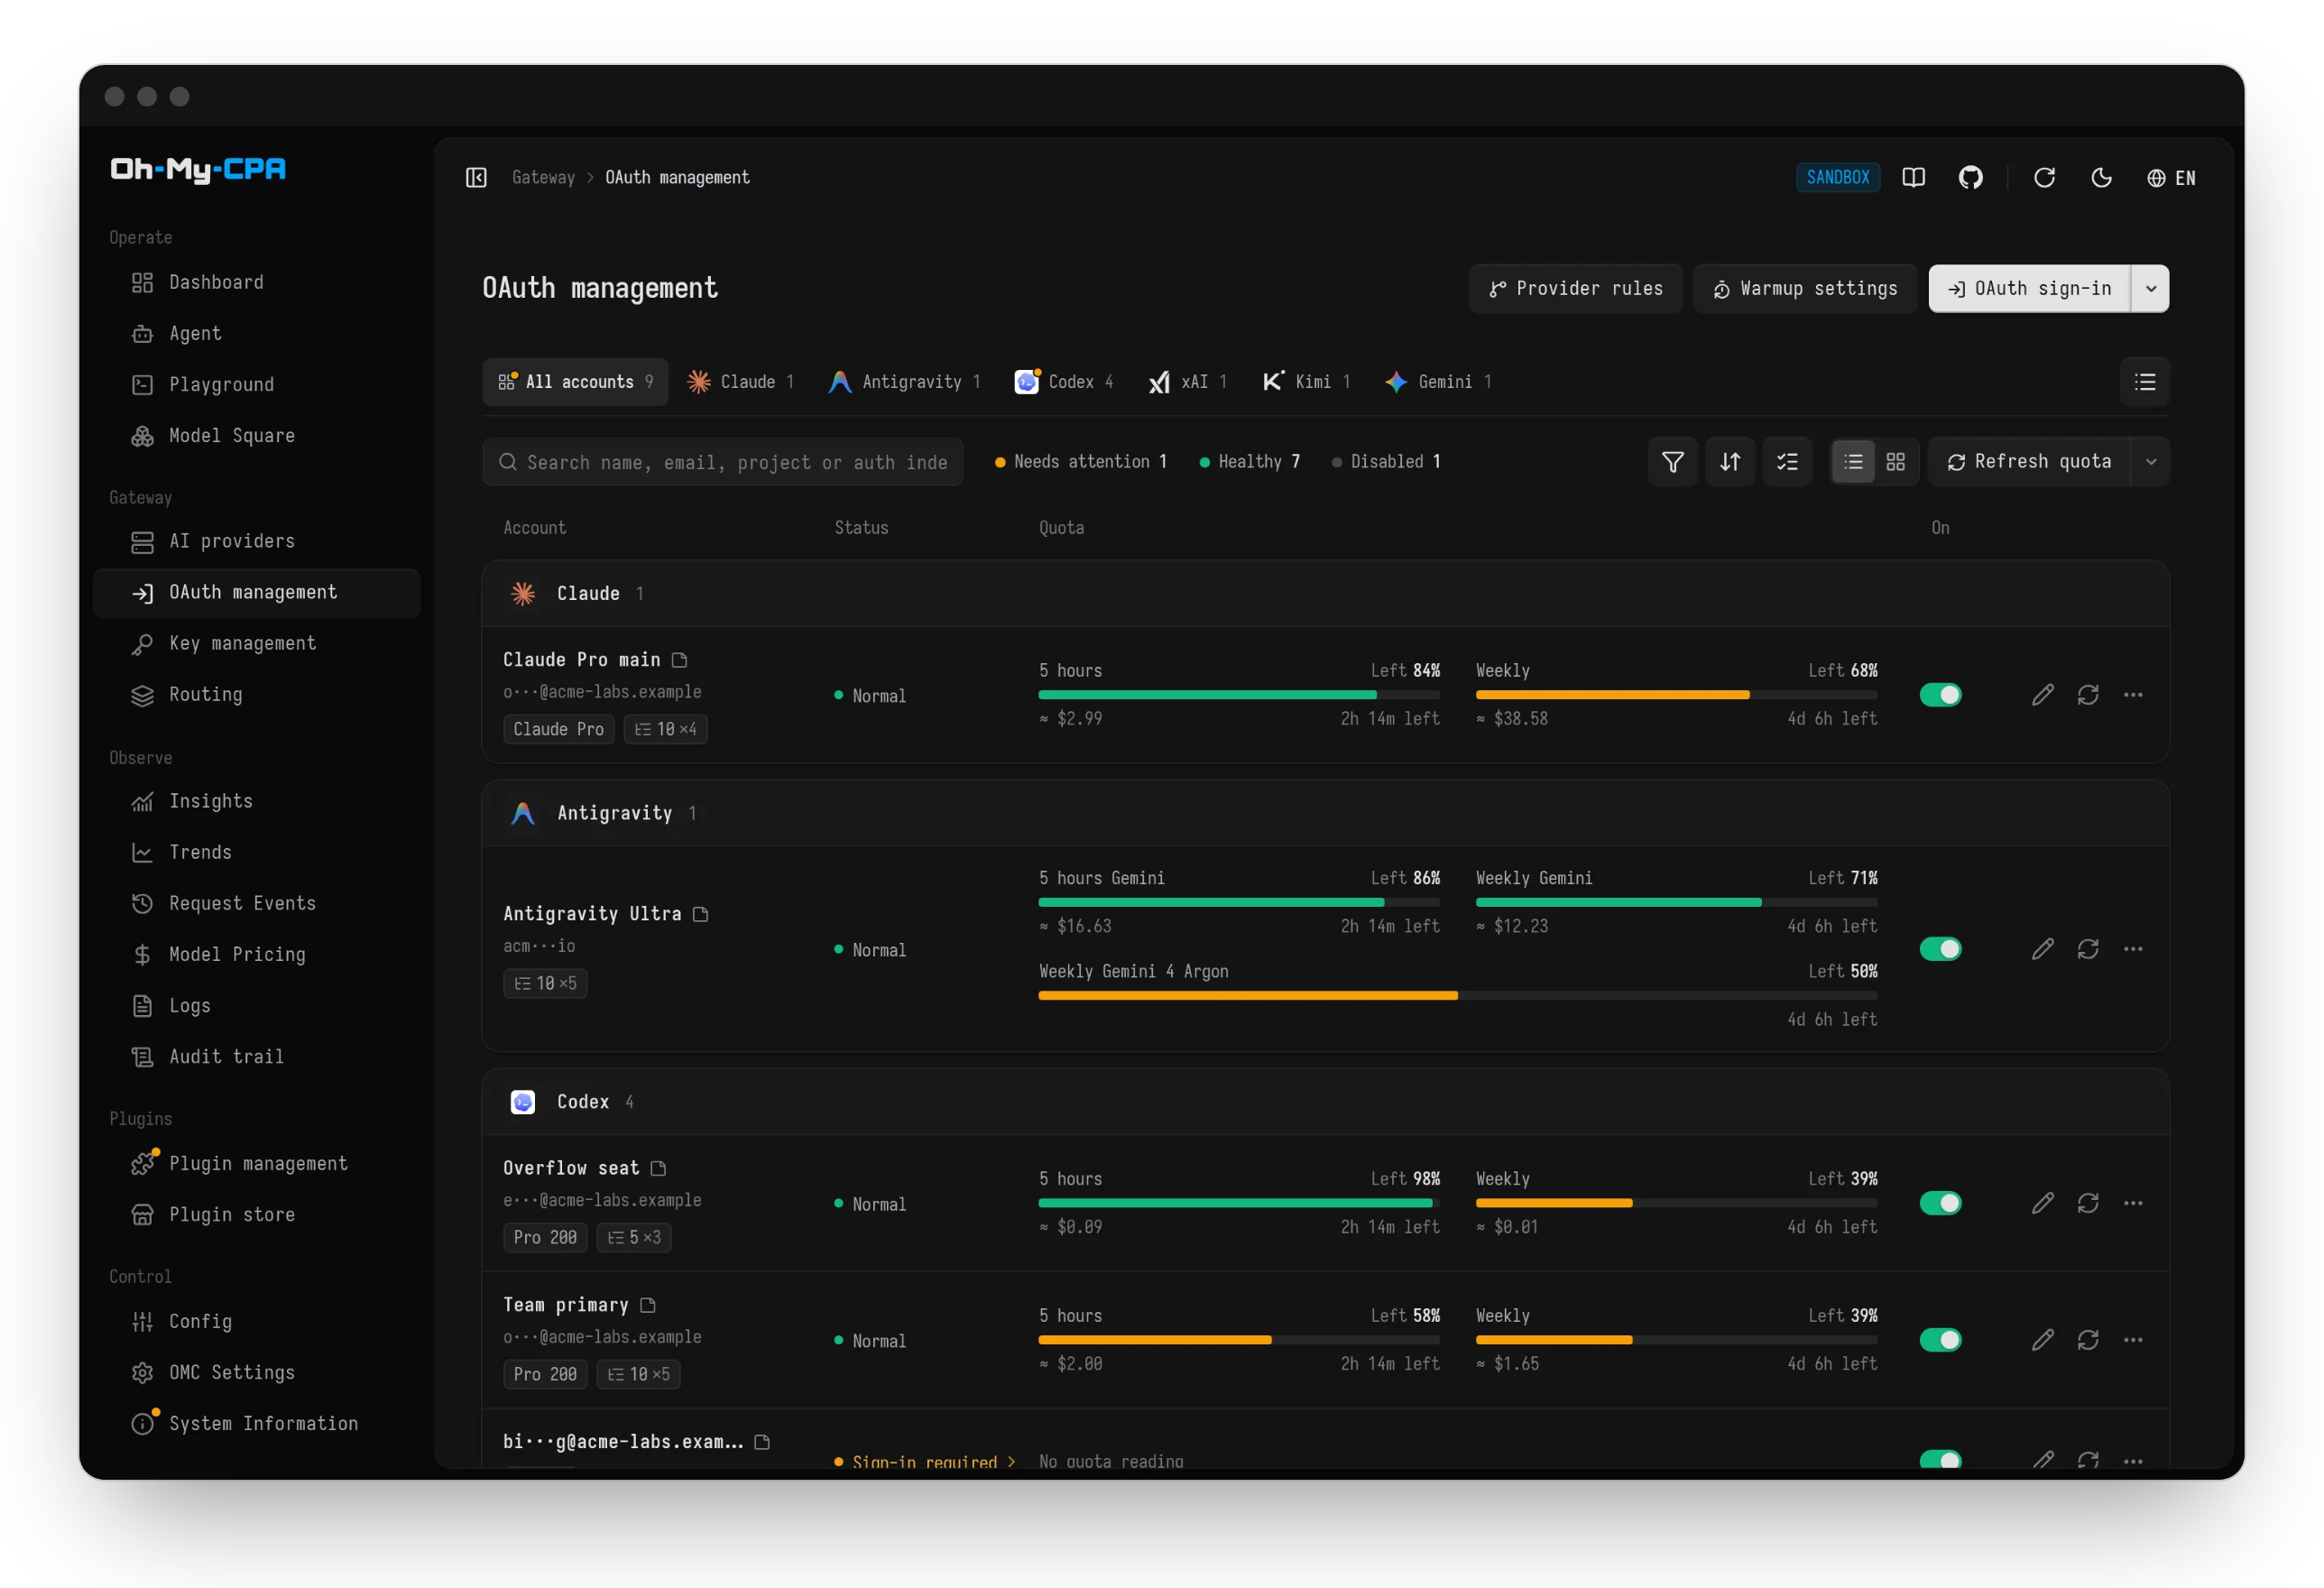 Oh-My-CPA
Operate
Dashboard
Agent
Playground
Model Square
Gateway
AI providers
OAuth management
Key management
Routing
Observe
Insights
Trends
Request Events
Model Pricing
Logs
Audit trail
Plugins
Plugin management
Plugin store
Control
Config
OMC Settings
System Information
Gateway > OAuth management
SANDBOX
EN
OAuth management
Provider rules
Warmup settings
OAuth sign-in
All accounts 9
Claude 1
Antigravity 1
Codex 4
xAI 1
Kimi 1
Gemini 1
Search name, email, project or auth inde
Needs attention 1
Healthy 7
Disabled 1
Refresh quota
Account Status Quota On
Claude 1
Claude Pro main
o···@acme-labs.example
Claude Pro 10 ×4
Normal
5 hours Left 84%
≈ $2.99 2h 14m left
Weekly Left 68%
≈ $38.58 4d 6h left
Antigravity 1
Antigravity Ultra
acm···io
10 ×5
Normal
5 hours Gemini Left 86%
≈ $16.63 2h 14m left
Weekly Gemini Left 71%
≈ $12.23 4d 6h left
Weekly Gemini 4 Argon Left 50%
4d 6h left
Codex 4
Overflow seat
e···@acme-labs.example
Pro 200 5 ×3
Normal
5 hours Left 98%
≈ $0.09 2h 14m left
Weekly Left 39%
≈ $0.01 4d 6h left
Team primary
o···@acme-labs.example
Pro 200 10 ×5
Normal
5 hours Left 58%
≈ $2.00 2h 14m left
Weekly Left 39%
≈ $1.65 4d 6h left
bi···g@acme-labs.exam...
Sign-in required >
No quota reading